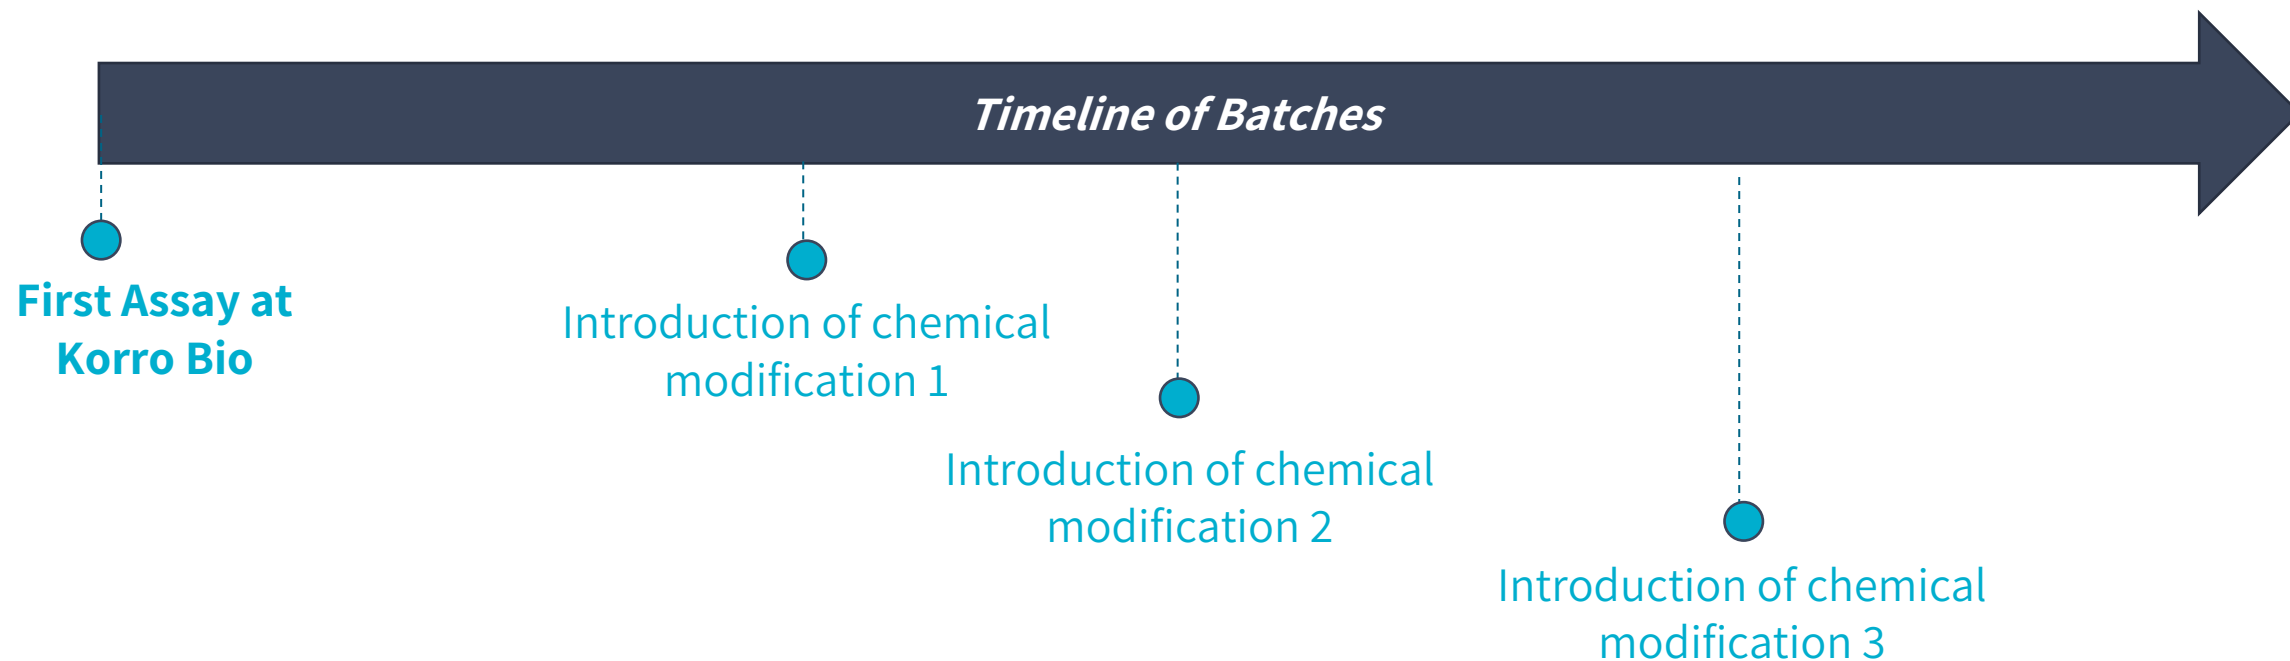 Timeline of Batches
First Assay at
Korro Bio
Introduction of chemical
modification 1
Introduction of chemical
modification 2
Introduction of chemical
modification 3